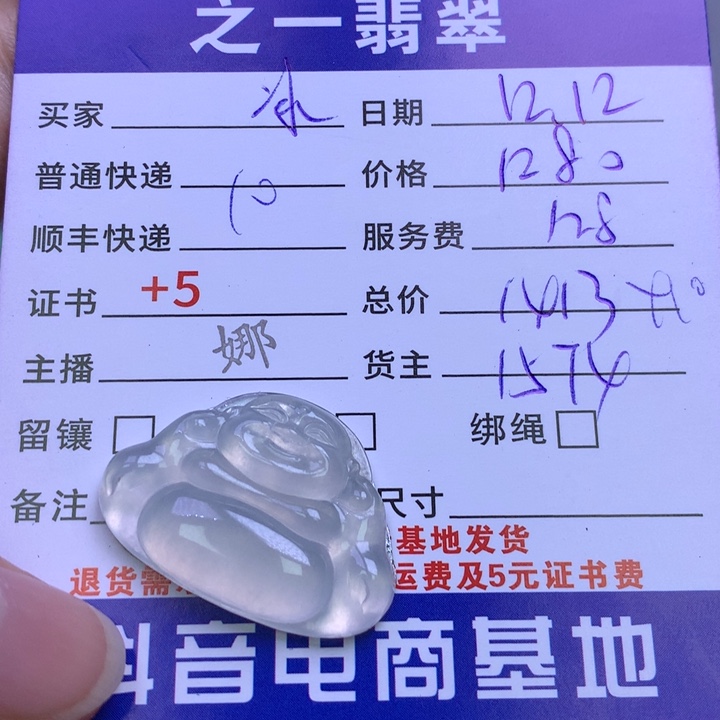 之一翡翠
买家 冰 日期 12.12
普通快递 10 价格 1280
顺丰快递 服务费 128
证书 +5 总价 1413
主播 娜 货主 1574
留镶 绑绳
备注 尺寸
基地发货
退货需 运费及5元证书费
抖音电商基地